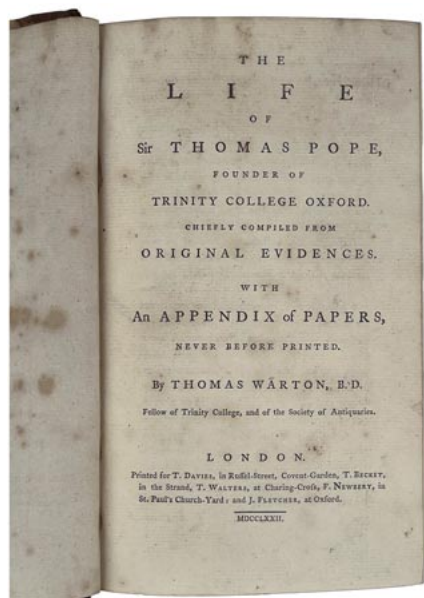 THE
LIFE
OF
Sir THOMAS POPE,
FOUNDER OF
TRINITY COLLEGE OXFORD.
CHIEFLY COMPILED FROM
ORIGINAL EVIDENCES.
WITH
An APPENDIX of PAPERS,
NEVER BEFORE PRINTED.
By THOMAS WARTON, B.D.
Fellow of Trinity College, and of the Society of Antiquaries.
LONDON.
Printed for T. DAVIES, in Ruſſel-Street, Covent-Garden, T. BECKET,
in the Strand, T. WALTERS, at Charing-Croſs, F. NEWBERY, in
St. Paul's Church-Yard: and J. FLETCHER, at Oxford.
MDCCLXXII.